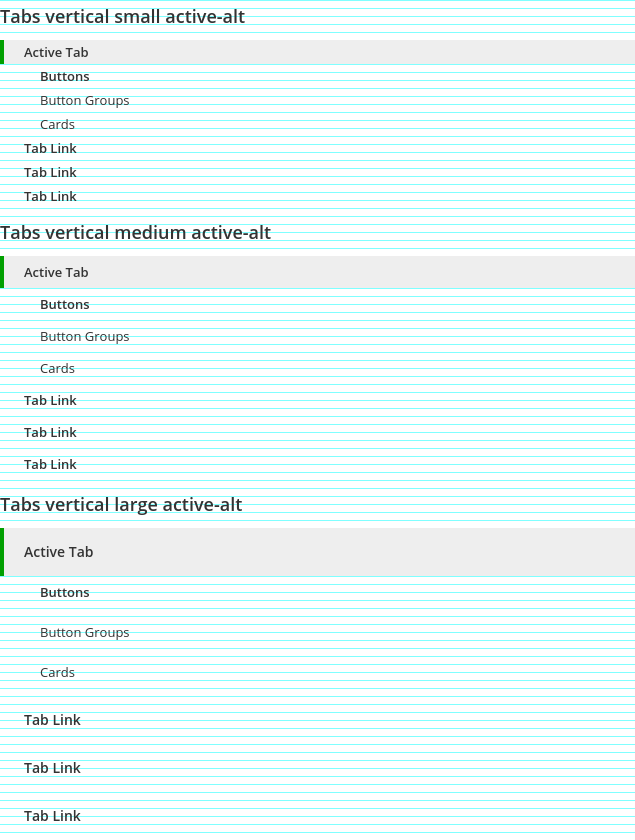 Tabs vertical small active-alt
Active Tab
Buttons
Button Groups
Cards
Tab Link
Tab Link
Tab Link
Tabs vertical medium active-alt
Active Tab
Buttons
Button Groups
Cards
Tab Link
Tab Link
Tab Link
Tabs vertical large active-alt
Active Tab
Buttons
Button Groups
Cards
Tab Link
Tab Link
Tab Link